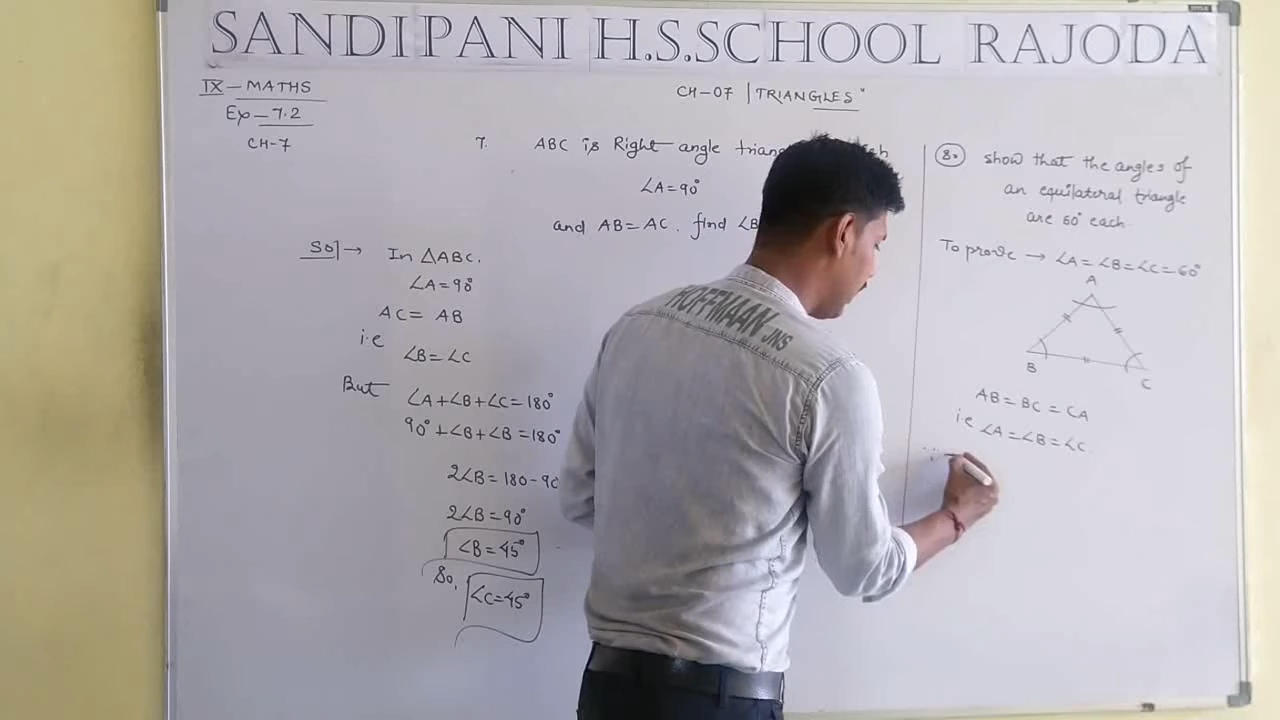 SANDIPANI H.S.SCHOOL RAJODA
IX - MATHS
Ex - 7.2
CH-7
CH-07 | TRIANGLES"
7. ABC is Right angle
∠A=90°
and AB=AC. find ∠B
Sol → In △ABC.
∠A=90°
AC= AB
i.e
∠B=∠C
But ∠A+∠B+∠C=180°
90°+∠B+∠B=180°
2∠B=180-90
2∠B=90°
∠B=45°
So, ∠C=45°
8. show that the angles of
an equilateral triangle
are 60° each.
To prove → ∠A=∠B=∠C=60°
A
B
C
AB=BC=CA
i.e ∠A=∠B=∠C.
HOFFMAAN JNS